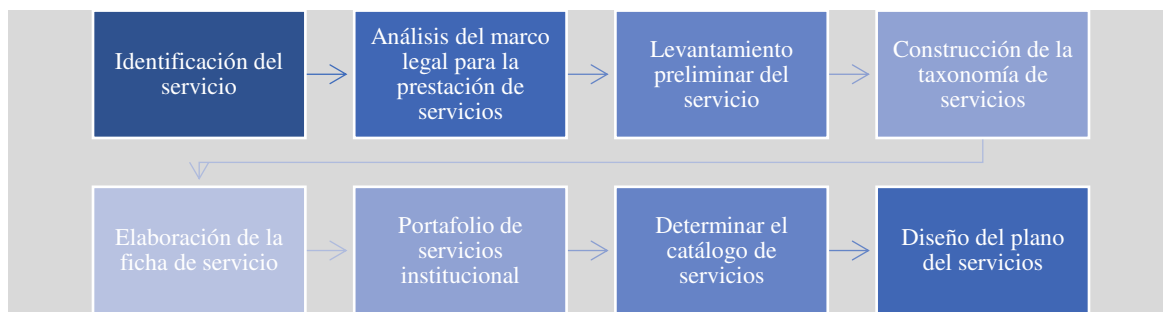 Identificación del
servicio
Análisis del marco
legal para la
prestación de
servicios
Levantamiento
preliminar del
servicio
Construcción de la
taxonomía de
servicios
Elaboración de la
ficha de servicio
Portafolio de
servicios
institucional
Determinar el
catálogo de
servicios
Diseño del plano
del servicios